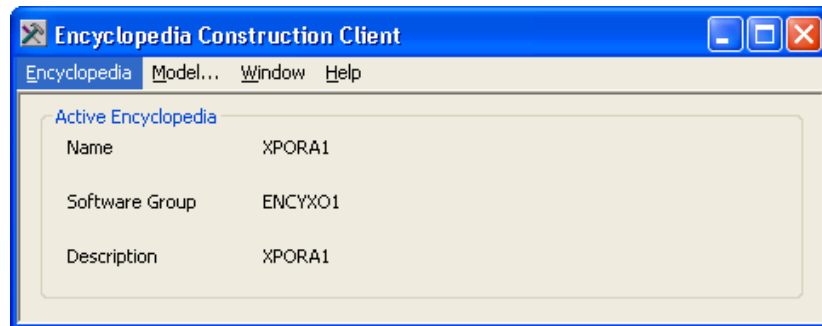 Encyclopedia Construction Client
Encyclopedia Model... Window Help
Active Encyclopedia
Name XPORA1
Software Group ENCYXO1
Description XPORA1